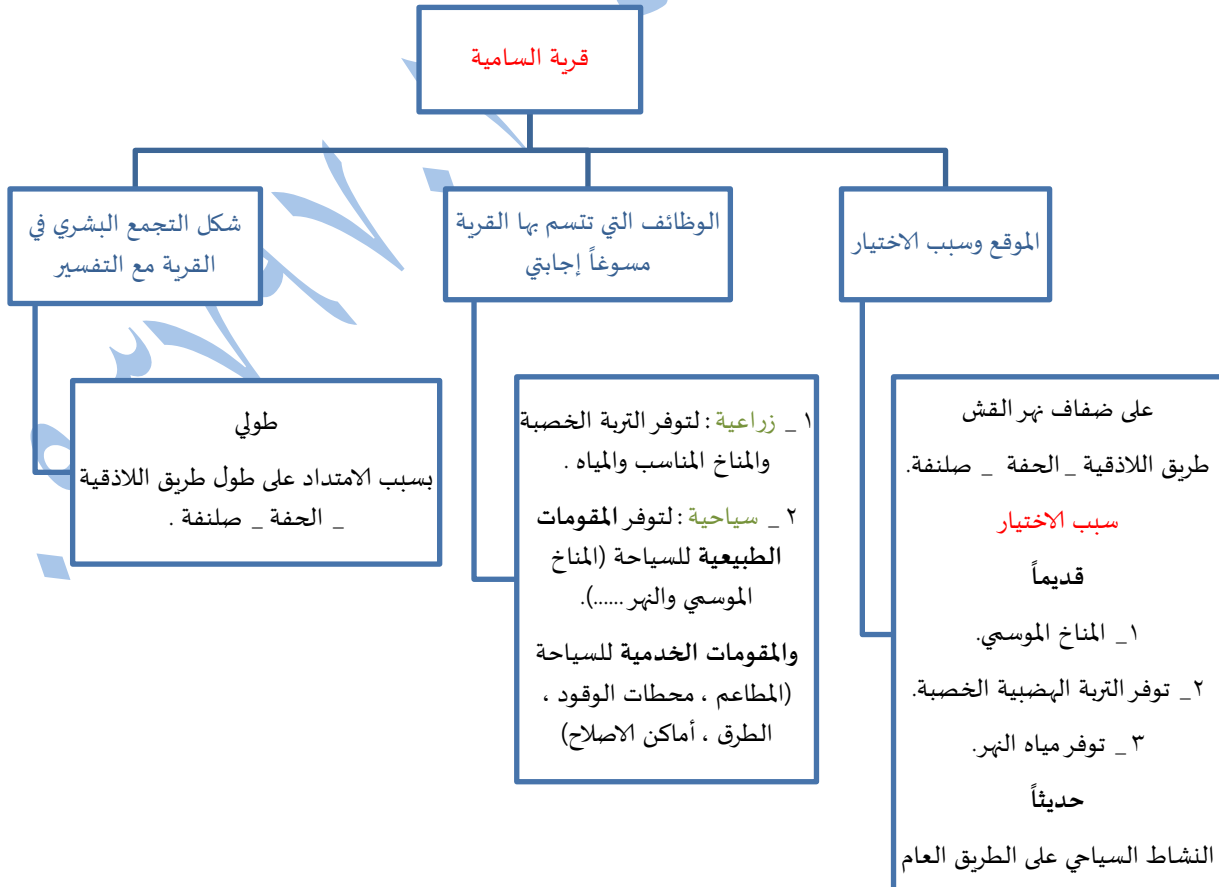 قرية السامية
الموقع وسبب الاختيار
على ضفاف نهر القش
طريق اللاذقية _ الحفة _ صلنفة.
سبب الاختيار
قديماً
١_ المناخ الموسمي.
٢_ توفر التربة الهضبية الخصبة.
٣_ توفر مياه النهر.
حديثاً
النشاط السياحي على الطريق العام
الوظائف التي تتسم بها القرية
مسوغاً إجابتي
١ _ زراعية : لتوفر التربة الخصبة
والمناخ المناسب والمياه .
٢ _ سياحية : لتوفر المقومات
الطبيعية للسياحة (المناخ
الموسمي والنهر ......).
والمقومات الخدمية للسياحة
(المطاعم ، محطات الوقود ،
الطرق ، أماكن الاصلاح)
شكل التجمع البشري في
القرية مع التفسير
طولي
بسبب الامتداد على طول طريق اللاذقية
_ الحفة _ صلنفة .